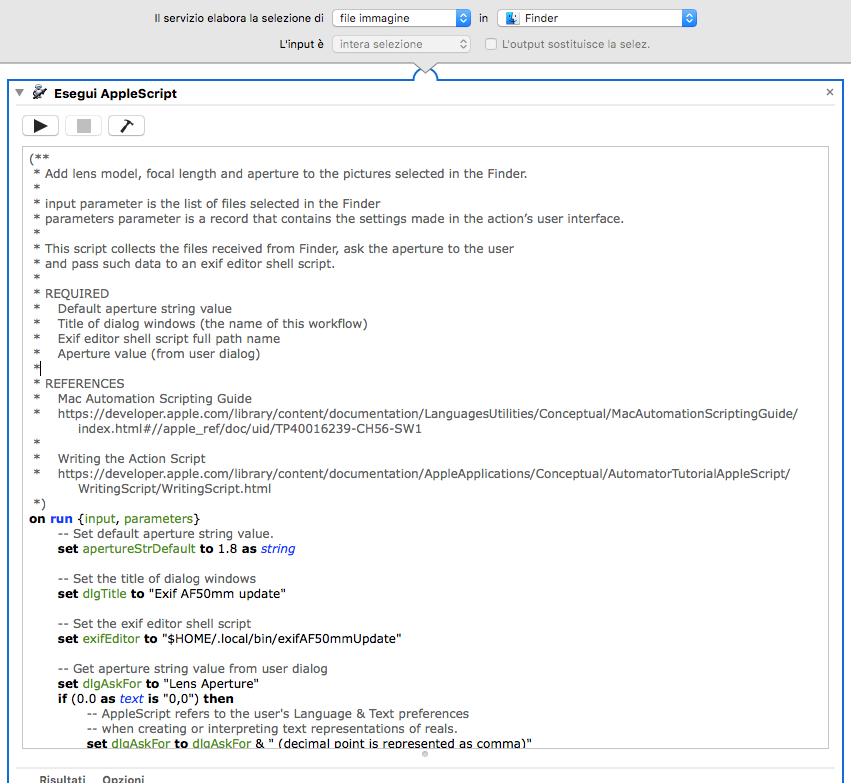 Il servizio elabora la selezione di file immagine in Finder
L'input è intera selezione L'output sostituisce la selez.
Esegui AppleScript
(**
* Add lens model, focal length and aperture to the pictures selected in the Finder.
*
* input parameter is the list of files selected in the Finder
* parameters parameter is a record that contains the settings made in the action’s user interface.
*
* This script collects the files received from Finder, ask the aperture to the user
* and pass such data to an exif editor shell script.
*
* REQUIRED
* Default aperture string value
* Title of dialog windows (the name of this workflow)
* Exif editor shell script full path name
* Aperture value (from user dialog)
*
* REFERENCES
* Mac Automation Scripting Guide
* https://developer.apple.com/library/content/documentation/LanguagesUtilities/Conceptual/MacAutomationScriptingGuide/
index.html#//apple_ref/doc/uid/TP40016239-CH56-SW1
*
* Writing the Action Script
* https://developer.apple.com/library/content/documentation/AppleApplications/Conceptual/AutomatorTutorialAppleScript/
WritingScript/WritingScript.html
*)
on run {input, parameters}
-- Set default aperture string value.
set apertureStrDefault to 1.8 as string
-- Set the title of dialog windows
set dlgTitle to "Exif AF50mm update"
-- Set the exif editor shell script
set exifEditor to "$HOME/.local/bin/exifAF50mmUpdate"
-- Get aperture string value from user dialog
set dlgAskFor to "Lens Aperture"
if (0.0 as text is "0,0") then
-- AppleScript refers to the user's Language & Text preferences
-- when creating or interpreting text representations of reals.
set dlgAskFor to dlgAskFor & " (decimal point is represented as comma)"
Risultati Opzioni